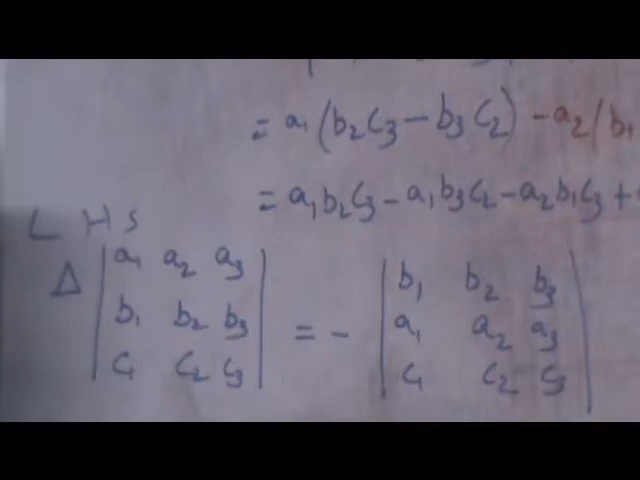 = a₁(b₂c₃ - b₃c₂) - a₂(b₁
= a₁b₂c₃ - a₁b₃c₂ - a₂b₁c₃ +
L H S
Δ | a₁ a₂ a₃ | | b₁ b₂ b₃ |
| b₁ b₂ b₃ | = - | a₁ a₂ a₃ |
| c₁ c₂ c₃ | | c₁ c₂ c₃ |